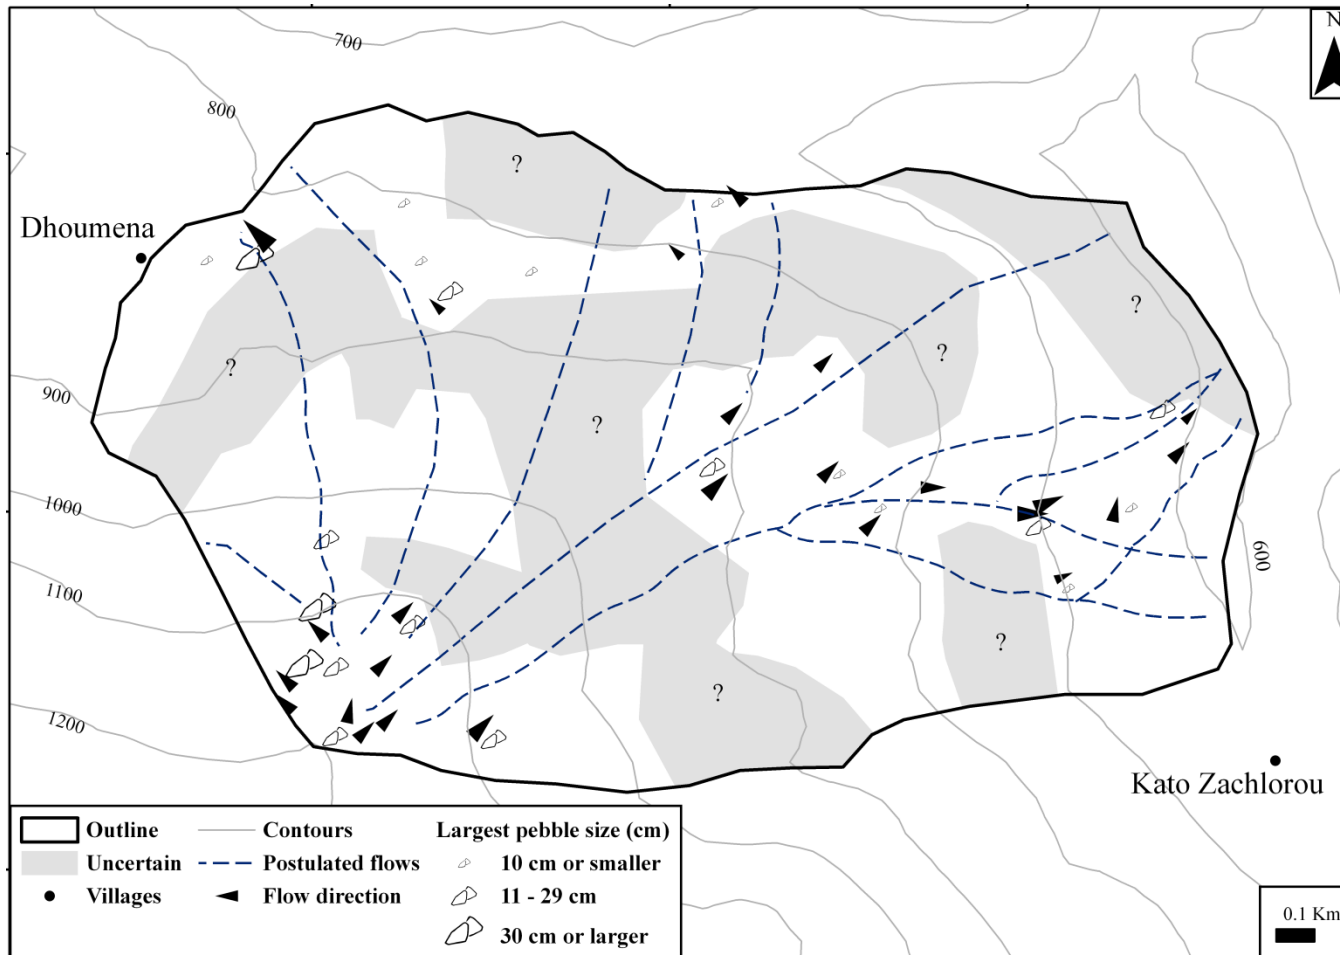 N
700
800
?
Dhoumena
?
?
?
900
?
1000
600
1100
?
?
1200
Kato Zachlorou
Outline
Contours
Largest pebble size (cm)
Uncertain
Postulated flows
10 cm or smaller
Villages
Flow direction
11 - 29 cm
30 cm or larger
0.1 Km